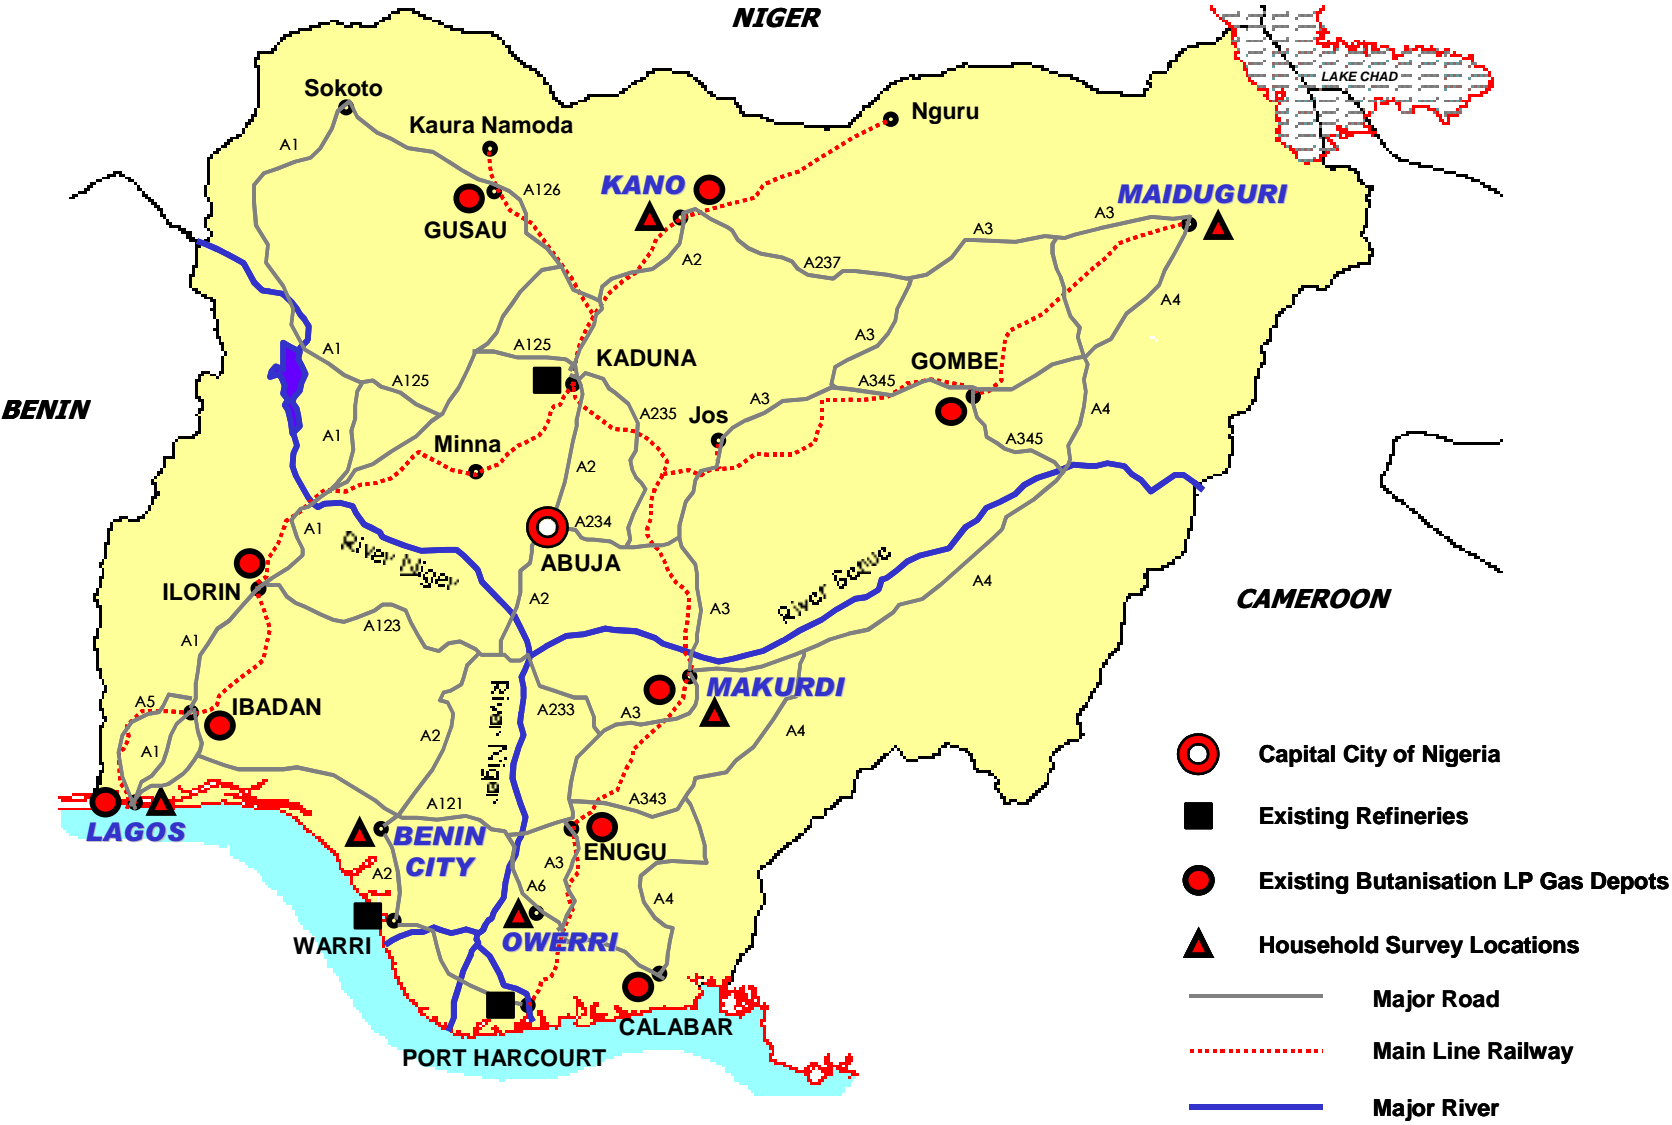 NIGER
LAKE CHAD
Sokoto
Kaura Namoda
Nguru
A1
A126
KANO
MAIDUGURI
GUSAU
A3
A3
A2
A237
A4
A1
A125
KADUNA
A3
GOMBE
BENIN
A125
A345
A3
A235
Jos
A4
A1
Minna
A345
A2
A1
A234
River Niger
ABUJA
River Benue
ILORIN
A4
CAMEROON
A2
A3
A123
A1
MAKURDI
A5
IBADAN
A233
A3
River Niger
A2
A4
A1
Capital City of Nigeria
A121
A343
LAGOS
BENIN
CITY
Existing Refineries
ENUGU
A3
A2
A6
A4
Existing Butanisation LP Gas Depots
WARRI
OWERRI
Household Survey Locations
Major Road
CALABAR
PORT HARCOURT
Main Line Railway
Major River